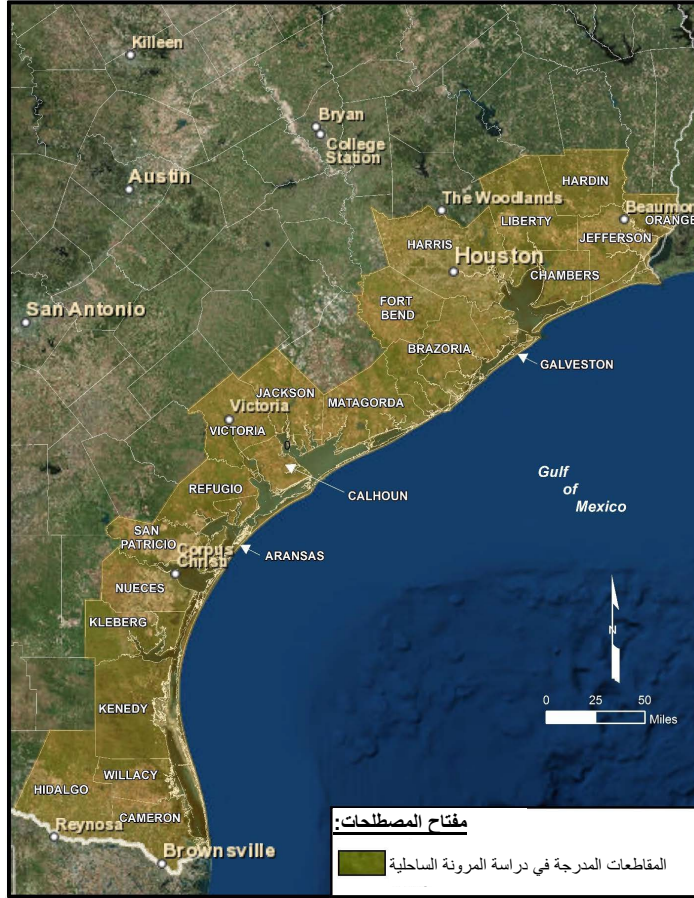 Killeen
Bryan
College
Station
Austin
HARDIN
The Woodlands
LIBERTY
Beaumon
ORANGE
HARRIS
JEFFERSON
Houston
CHAMBERS
San Antonio
FORT
BEND
BRAZORIA
GALVESTON
JACKSON
Victoria
MATAGORDA
VICTORIA
Gulf
of
Mexico
REFUGIO
CALHOUN
SAN
PATRICIO
Corpus
Christi
ARANSAS
NUECES
KLEBERG
N
KENEDY
0 25 50
Miles
WILLACY
HIDALGO
CAMERON
Reynosa
Brownsville
مفتاح المصطلحات:
المقاطعات المدرجة في دراسة المرونة الساحلية